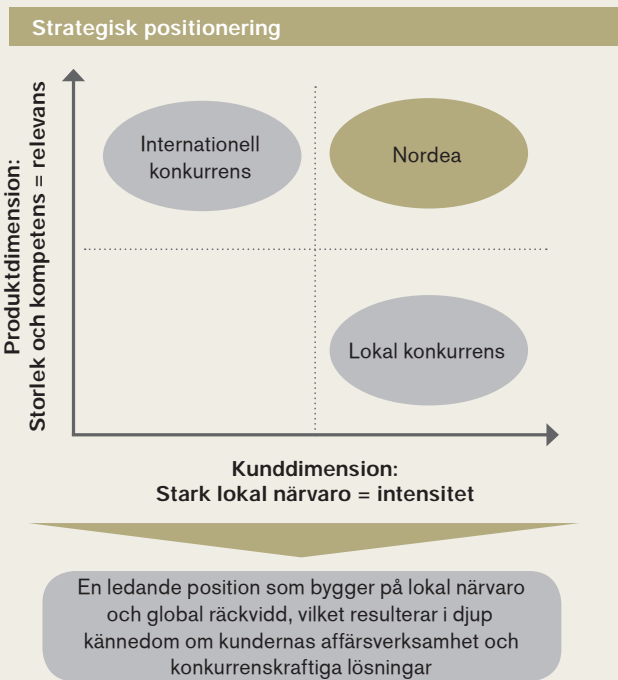 Strategisk positionering
Produktdimension:
Storlek och kompetens = relevans
Internationell
konkurrens
Nordea
Lokal konkurrens
Kunddimension:
Stark lokal närvaro = intensitet
En ledande position som bygger på lokal närvaro
och global räckvidd, vilket resulterar i djup
kännedom om kundernas affärsverksamhet och
konkurrenskraftiga lösningar